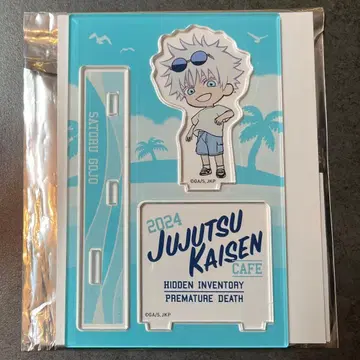 SATORU GOJO
©GA/S, JKP
2024
JUJUTSU
KAISEN
CAFE
HIDDEN INVENTORY
PREMATURE DEATH
©GA/S, JKP